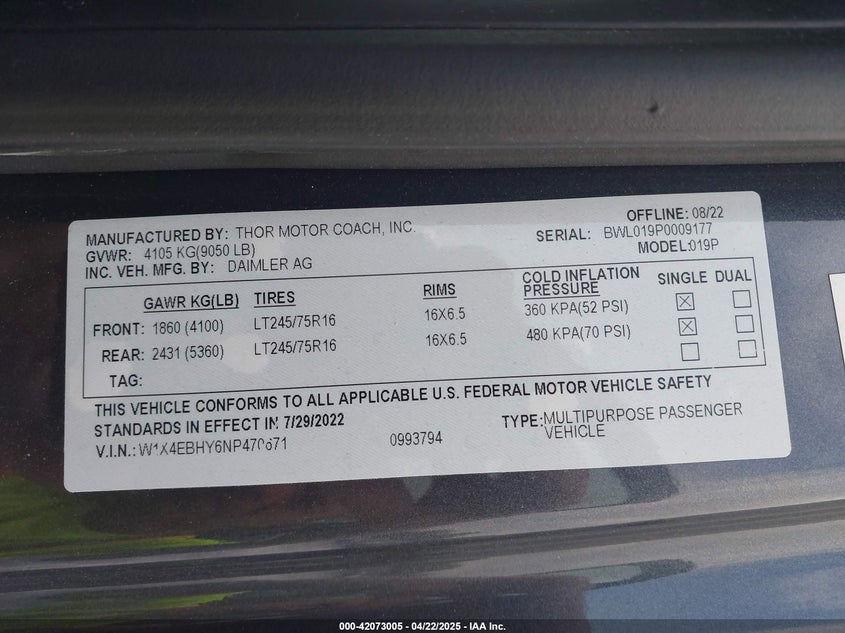 OFFLINE: 08/22
MANUFACTURED BY: THOR MOTOR COACH, INC.
SERIAL: BWL019P0009177
GVWR: 4105 KG(9050 LB)
MODEL:019P
INC. VEH. MFG. BY: DAIMLER AG
GAWR KG(LB) TIRES RIMS COLD INFLATION PRESSURE SINGLE DUAL
FRONT: 1860 (4100) LT245/75R16 16X6.5 360 KPA(52 PSI)
REAR: 2431 (5360) LT245/75R16 16X6.5 480 KPA(70 PSI)
TAG:
THIS VEHICLE CONFORMS TO ALL APPLICABLE U.S. FEDERAL MOTOR VEHICLE SAFETY
STANDARDS IN EFFECT IN 7/29/2022
TYPE:MULTIPURPOSE PASSENGER VEHICLE
V.I.N.: 0993794
000-42073005 - 04/22/2025 - IAA Inc.